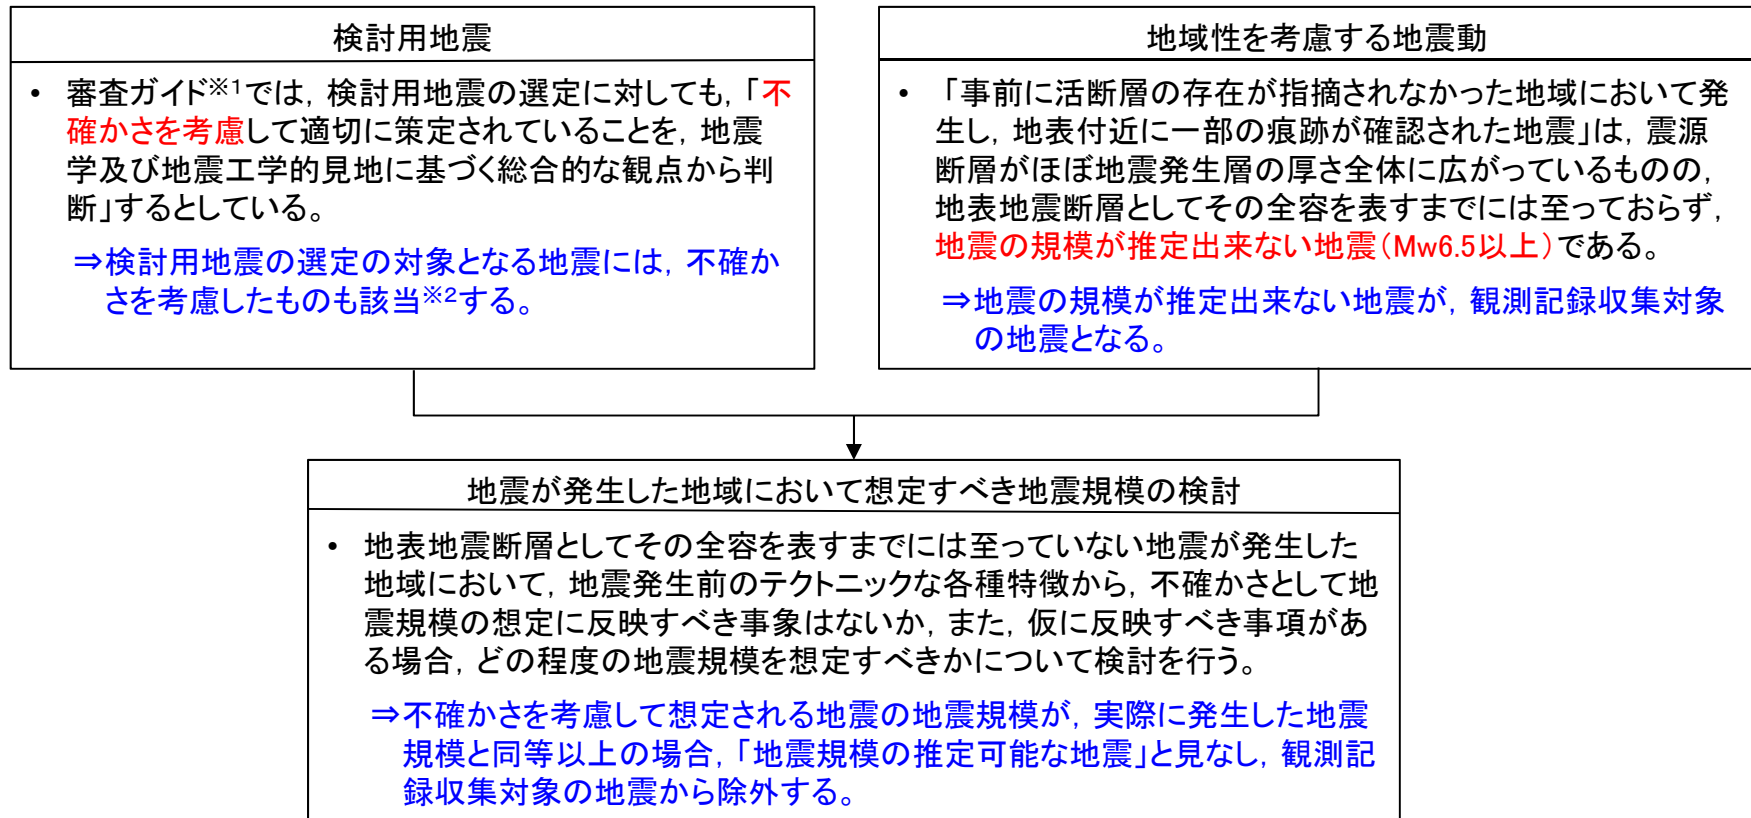 検討用地震
• 審査ガイド※1では，検討用地震の選定に対しても，「不
確かさを考慮して適切に策定されていることを，地震
学及び地震工学的見地に基づく総合的な観点から判
断」するとしている。
⇒検討用地震の選定の対象となる地震には，不確か
さを考慮したものも該当※2する。
地域性を考慮する地震動
• 「事前に活断層の存在が指摘されなかった地域において発
生し，地表付近に一部の痕跡が確認された地震」は，震源
断層がほぼ地震発生層の厚さ全体に広がっているものの，
地表地震断層としてその全容を表すまでには至っておらず，
地震の規模が推定出来ない地震（Mw6.5以上）である。
⇒地震の規模が推定出来ない地震が，観測記録収集対象
の地震となる。
地震が発生した地域において想定すべき地震規模の検討
• 地表地震断層としてその全容を表すまでには至っていない地震が発生した
地域において，地震発生前のテクトニックな各種特徴から，不確かさとして地
震規模の想定に反映すべき事象はないか，また，仮に反映すべき事項があ
る場合，どの程度の地震規模を想定すべきかについて検討を行う。
⇒不確かさを考慮して想定される地震の地震規模が，実際に発生した地震
規模と同等以上の場合，「地震規模の推定可能な地震」と見なし，観測記
録収集対象の地震から除外する。